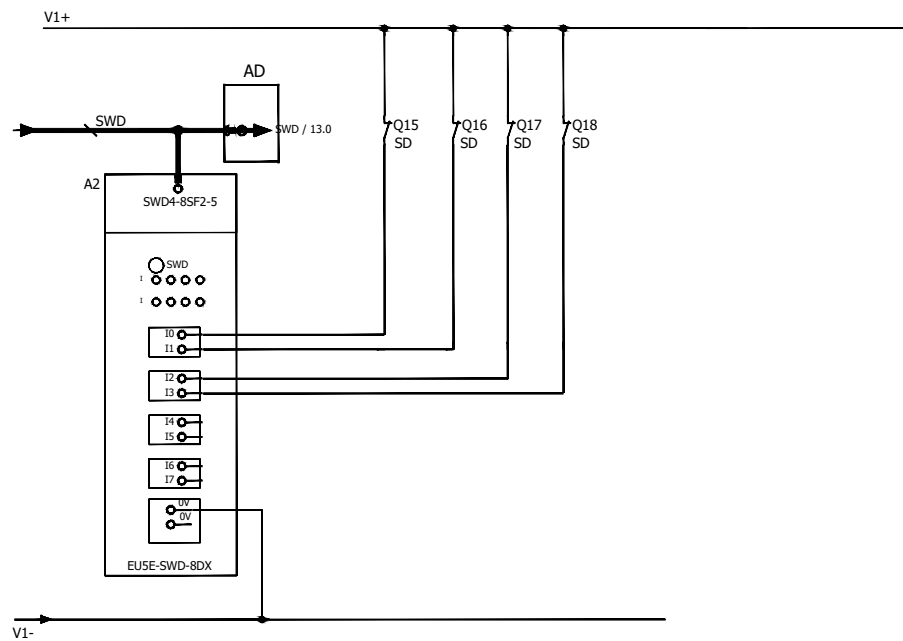 V1+
AD
SWD
SWD / 13.0
Q15
SD
Q16
SD
Q17
SD
Q18
SD
A2
SWD4-8SF2-5
SWD
I
I
I0
I1
I2
I3
I4
I5
I6
I7
0V
0V
EU5E-SWD-8DX
V1-